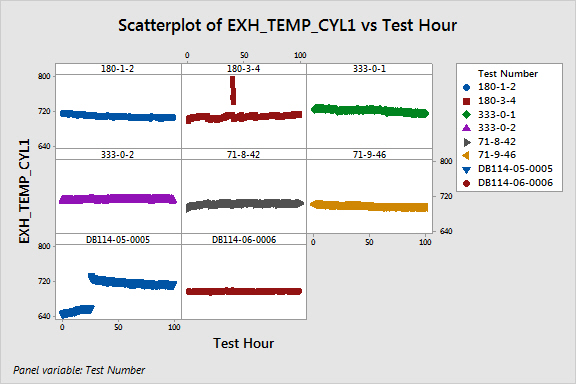 Scatterplot of EXH_TEMP_CYL1 vs Test Hour
0 50 100
180-1-2 180-3-4 333-0-1
800
720
640
333-0-2 71-8-42 71-9-46
800
720
640
0 50 100
DB114-05-0005 DB114-06-0006
800
720
640
0 50 100
EXH_TEMP_CYL1
Test Hour
Test Number
180-1-2
180-3-4
333-0-1
333-0-2
71-8-42
71-9-46
DB114-05-0005
DB114-06-0006
Panel variable: Test Number